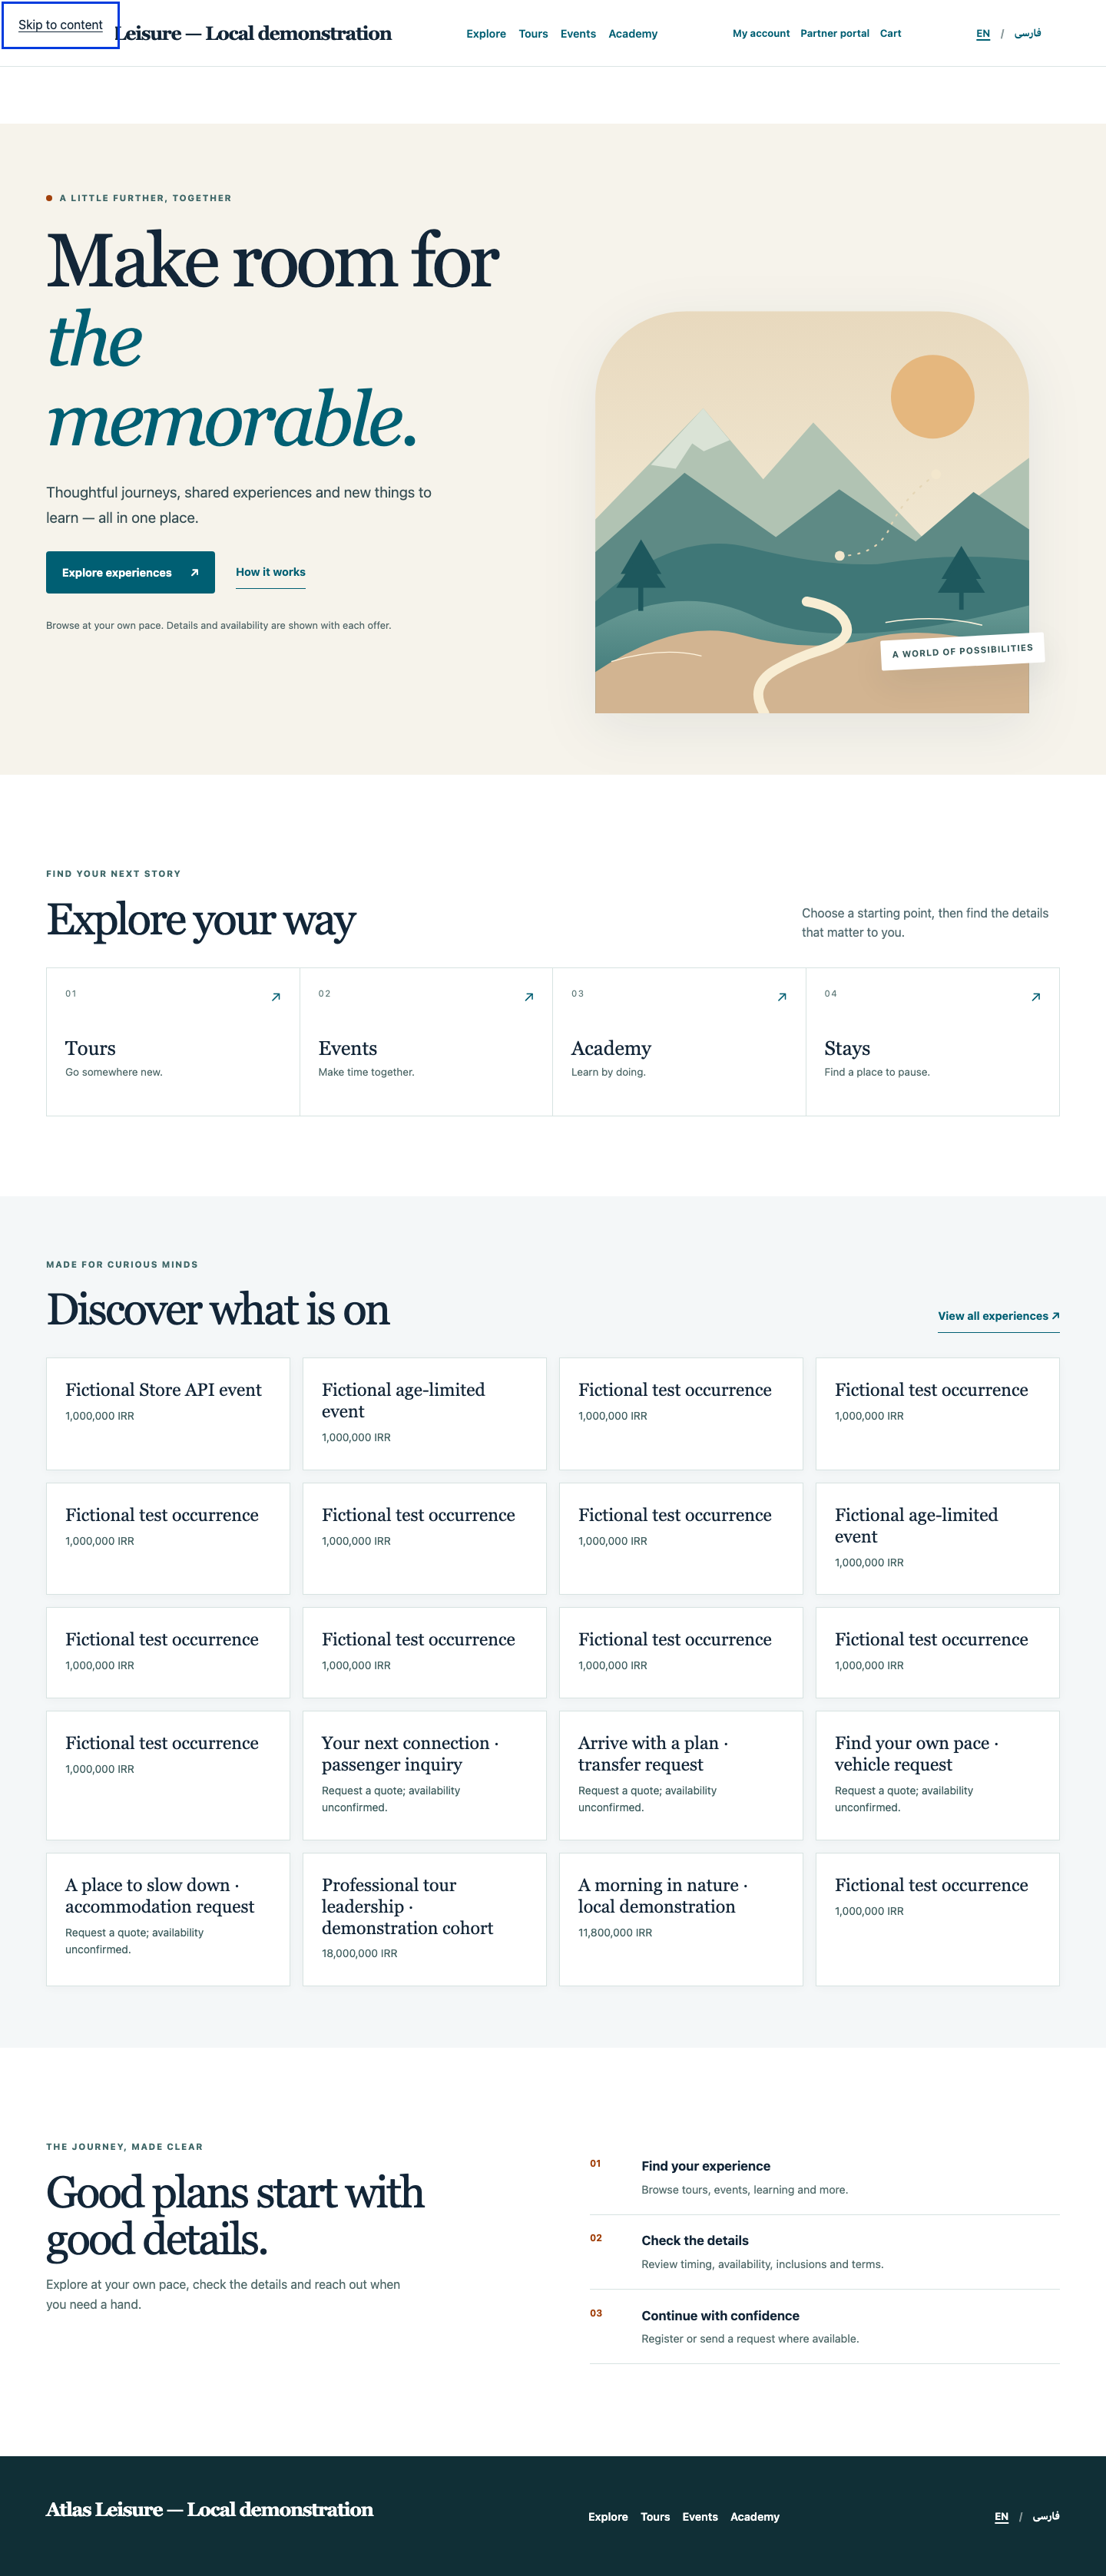 Skip to content
Leisure — Local demonstration
Explore Tours Events Academy
My account Partner portal Cart
EN / فارسی
A LITTLE FURTHER, TOGETHER
Make room for
the
memorable.
Thoughtful journeys, shared experiences and new things to
learn — all in one place.
Explore experiences ↗
How it works
Browse at your own pace. Details and availability are shown with each offer.
A WORLD OF POSSIBILITIES
FIND YOUR NEXT STORY
Explore your way
Choose a starting point, then find the details
that matter to you.
01 ↗
Tours
Go somewhere new.
02 ↗
Events
Make time together.
03 ↗
Academy
Learn by doing.
04 ↗
Stays
Find a place to pause.
MADE FOR CURIOUS MINDS
Discover what is on
View all experiences ↗
Fictional Store API event
1,000,000 IRR
Fictional age-limited
event
1,000,000 IRR
Fictional test occurrence
1,000,000 IRR
Fictional test occurrence
1,000,000 IRR
Fictional test occurrence
1,000,000 IRR
Fictional test occurrence
1,000,000 IRR
Fictional test occurrence
1,000,000 IRR
Fictional age-limited
event
1,000,000 IRR
Fictional test occurrence
1,000,000 IRR
Fictional test occurrence
1,000,000 IRR
Fictional test occurrence
1,000,000 IRR
Fictional test occurrence
1,000,000 IRR
Fictional test occurrence
1,000,000 IRR
Your next connection ·
passenger inquiry
Request a quote; availability
unconfirmed.
Arrive with a plan ·
transfer request
Request a quote; availability
unconfirmed.
Find your own pace ·
vehicle request
Request a quote; availability
unconfirmed.
A place to slow down ·
accommodation request
Request a quote; availability
unconfirmed.
Professional tour
leadership ·
demonstration cohort
18,000,000 IRR
A morning in nature ·
local demonstration
11,800,000 IRR
Fictional test occurrence
1,000,000 IRR
THE JOURNEY, MADE CLEAR
Good plans start with
good details.
Explore at your own pace, check the details and reach out when
you need a hand.
01 Find your experience
Browse tours, events, learning and more.
02 Check the details
Review timing, availability, inclusions and terms.
03 Continue with confidence
Register or send a request where available.
Atlas Leisure — Local demonstration
Explore Tours Events Academy
EN / فارسی